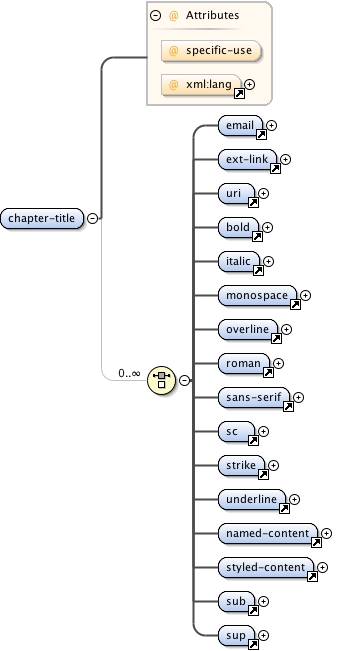 Attributes
@ specific-use
@ xml:lang
chapter-title
0..∞
email
ext-link
uri
bold
italic
monospace
overline
roman
sans-serif
sc
strike
underline
named-content
styled-content
sub
sup